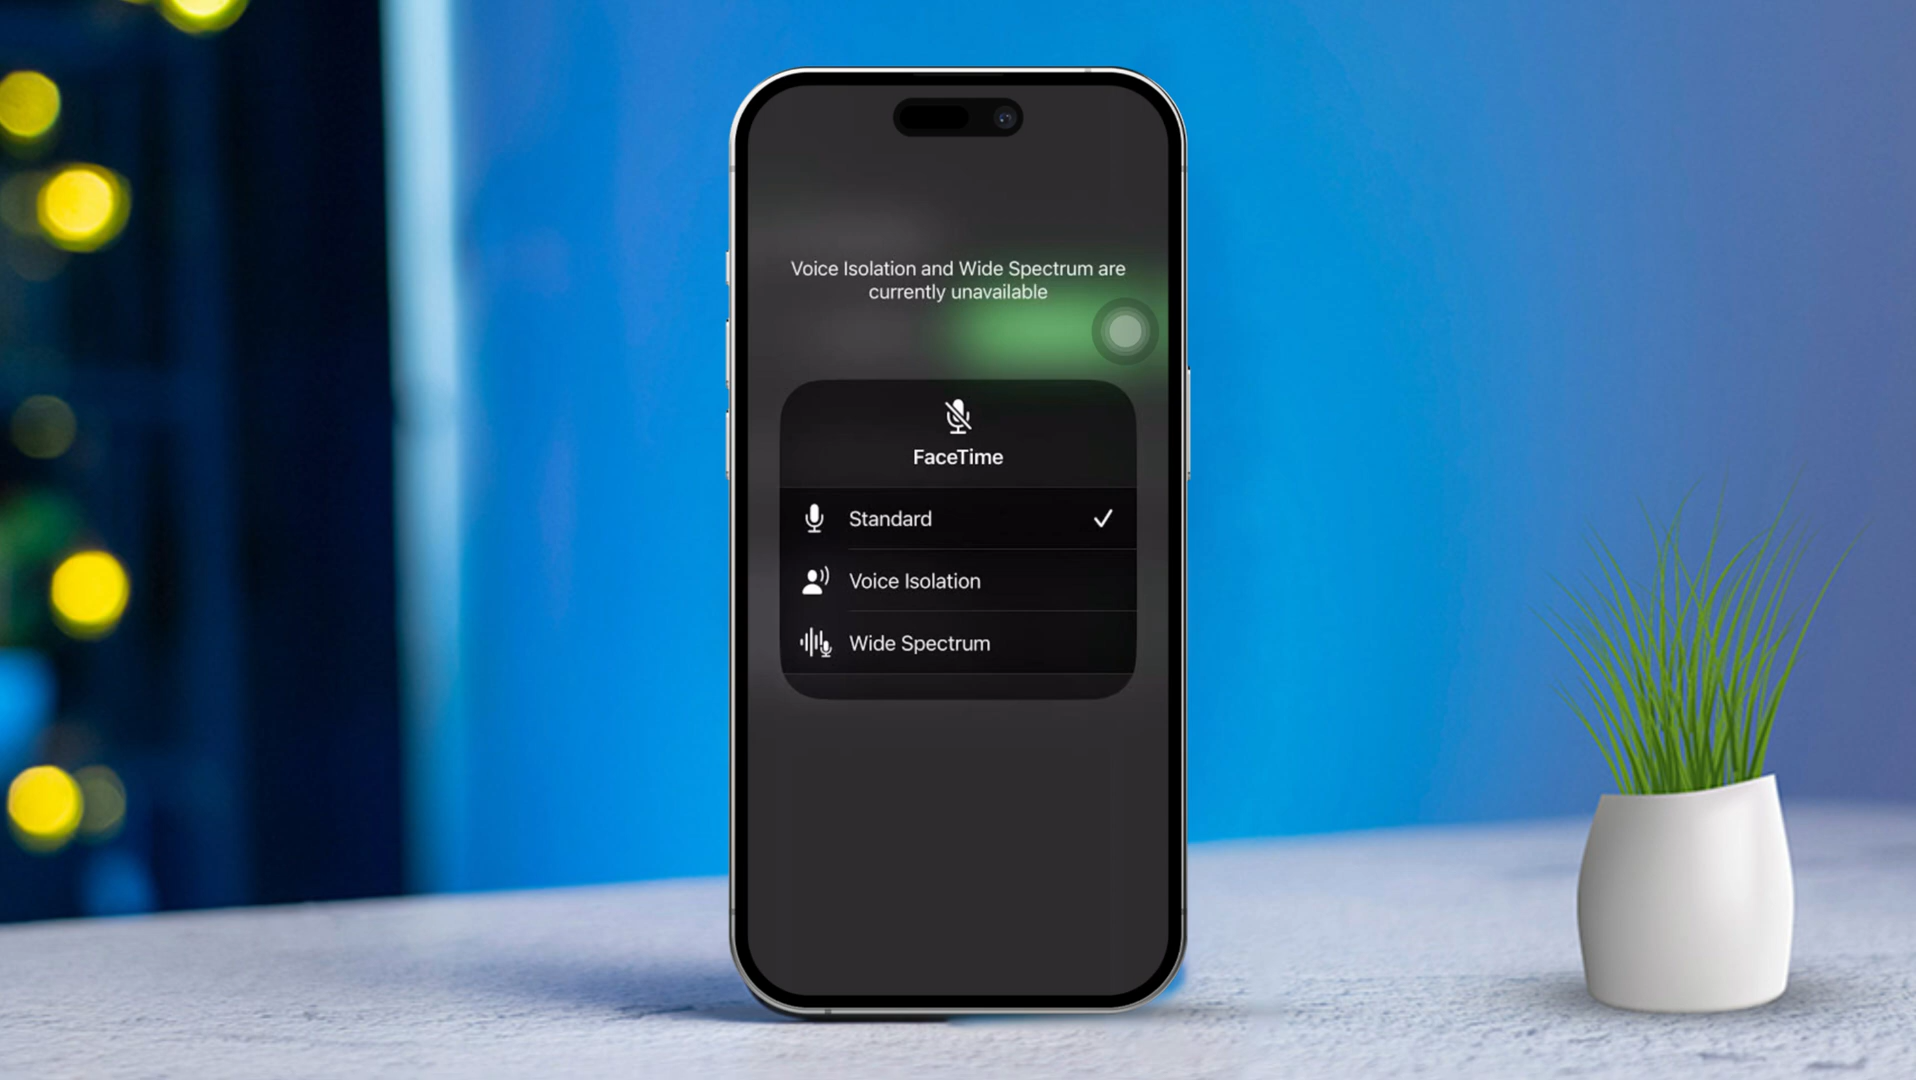 Voice Isolation and Wide Spectrum are
currently unavailable
FaceTime
Standard
Voice Isolation
Wide Spectrum